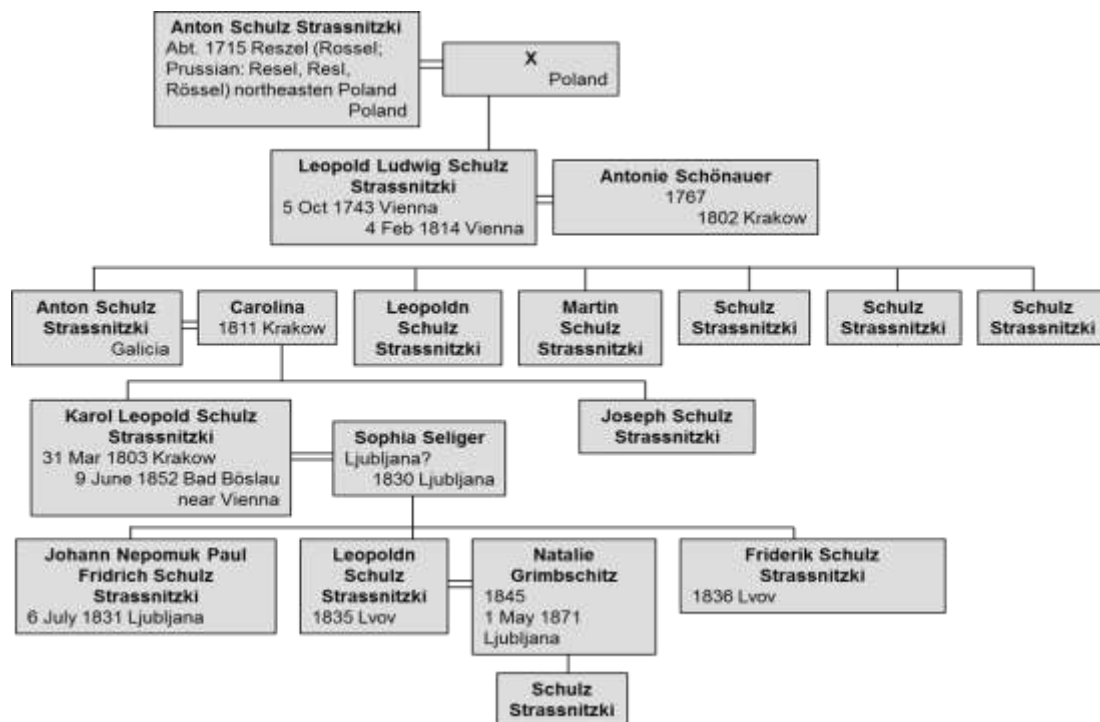 Anton Schulz Strassnitzki
Abt. 1715 Reszel (Rossel;
Prussian: Resel, Resl,
Rössel) northeasten Poland
Poland
X
Poland
Leopold Ludwig Schulz
Strassnitzki
5 Oct 1743 Vienna
4 Feb 1814 Vienna
Antonie Schönauer
1767
1802 Krakow
Anton Schulz
Strassnitzki
Galicia
Carolina
1811 Krakow
Leopoldn
Schulz
Strassnitzki
Martin
Schulz
Strassnitzki
Schulz
Strassnitzki
Schulz
Strassnitzki
Schulz
Strassnitzki
Karol Leopold Schulz
Strassnitzki
31 Mar 1803 Krakow
9 June 1852 Bad Böslau
near Vienna
Sophia Seliger
Ljubljana?
1830 Ljubljana
Joseph Schulz
Strassnitzki
Johann Nepomuk Paul
Fridrich Schulz
Strassnitzki
6 July 1831 Ljubljana
Leopoldn
Schulz
Strassnitzki
1835 Lvov
Natalie
Grimbschitz
1845
1 May 1871
Ljubljana
Friderik Schulz
Strassnitzki
1836 Lvov
Schulz
Strassnitzki